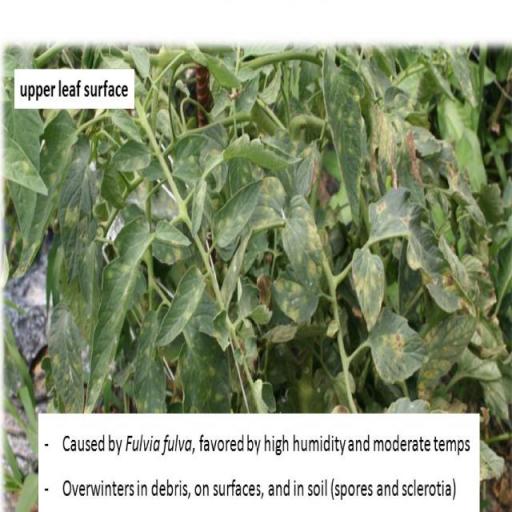 upper leaf surface
- Caused by Fulvia fulva, favored by high humidity and moderate temps
- Overwinters in debris, on surfaces, and in soil (spores and sclerotia)